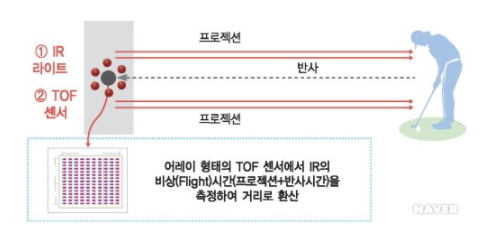 프로젝션
① IR
라이트
반사
② TOF
센서
프로젝션
어레이 형태의 TOF 센서에서 IR의
비상(Flight)시간(프로젝션+반사시간)을
측정하여 거리로 환산
NAVER